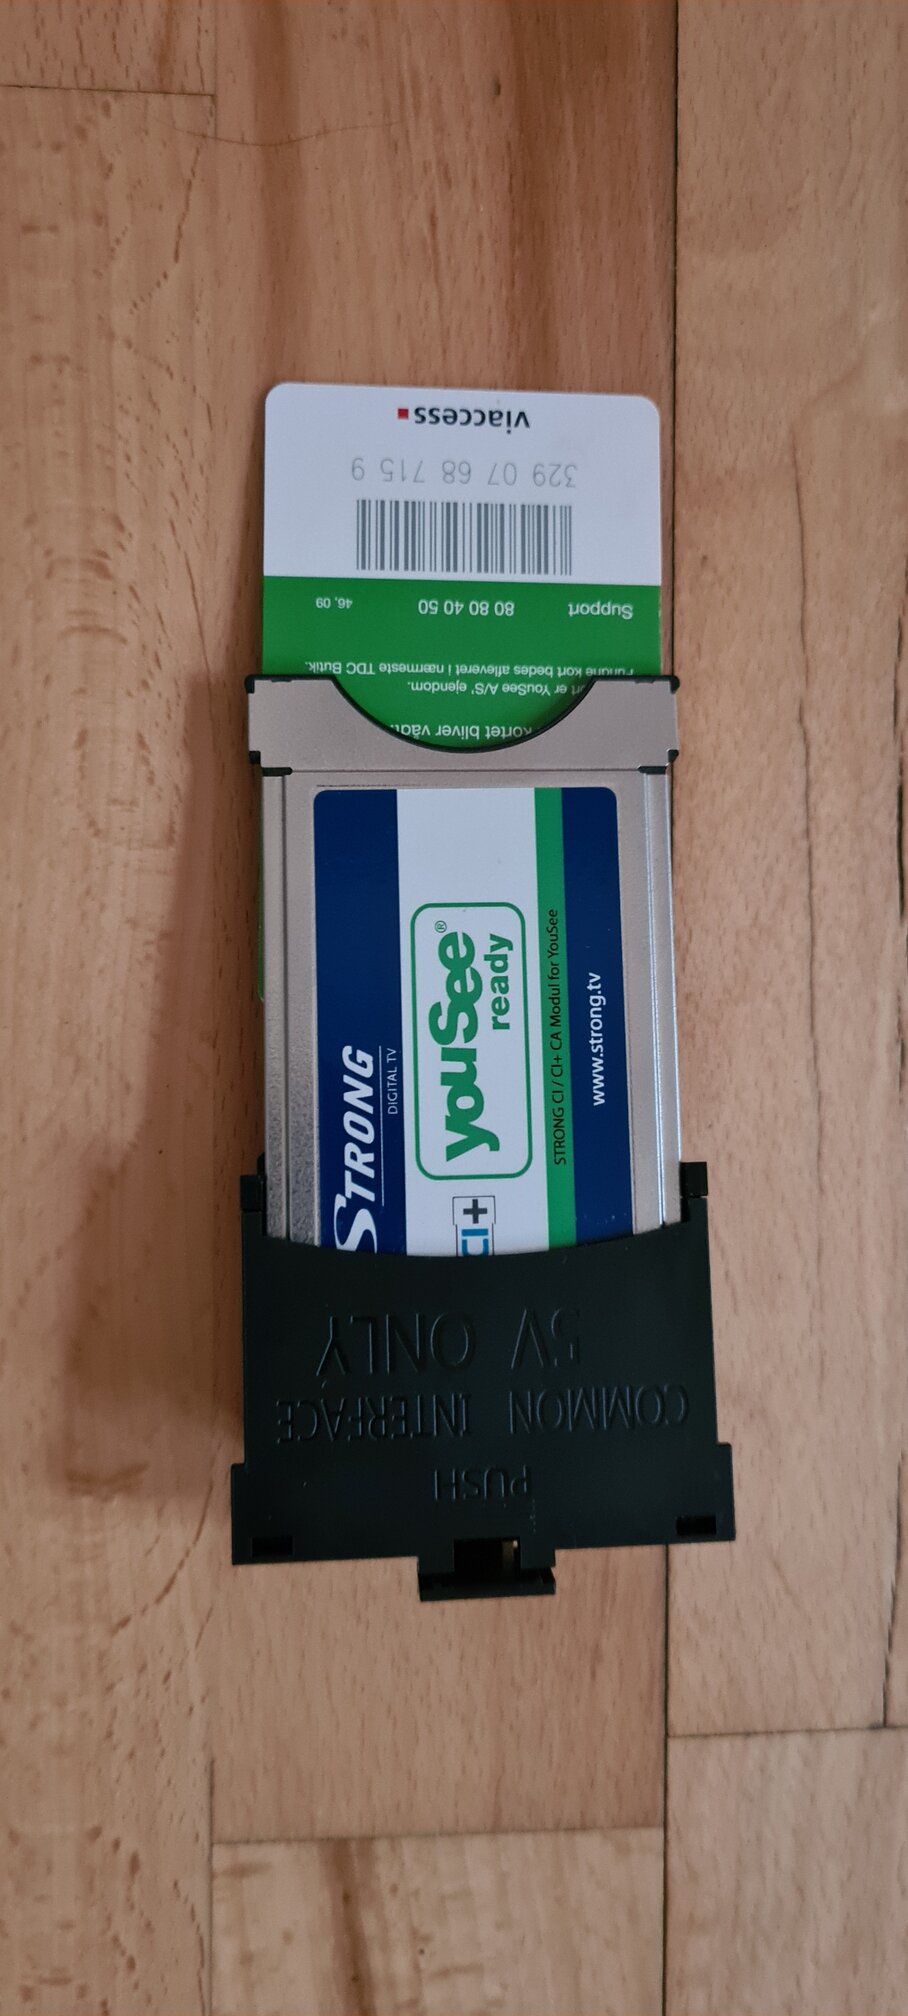 viaccess
329 07 68 715 9
Support 80 80 40 50 46, 09
kort bedes afleveret i nærmeste TDC Butik.
er YouSee A/S' ejendom.
kortet bliver væk.
STRONG
DIGITAL TV
CI+
youSee®
ready
STRONG CI / CI+ CA Modul for YouSee
www.strong.tv
5V ONLY
COMMON INTERFACE
PUSH